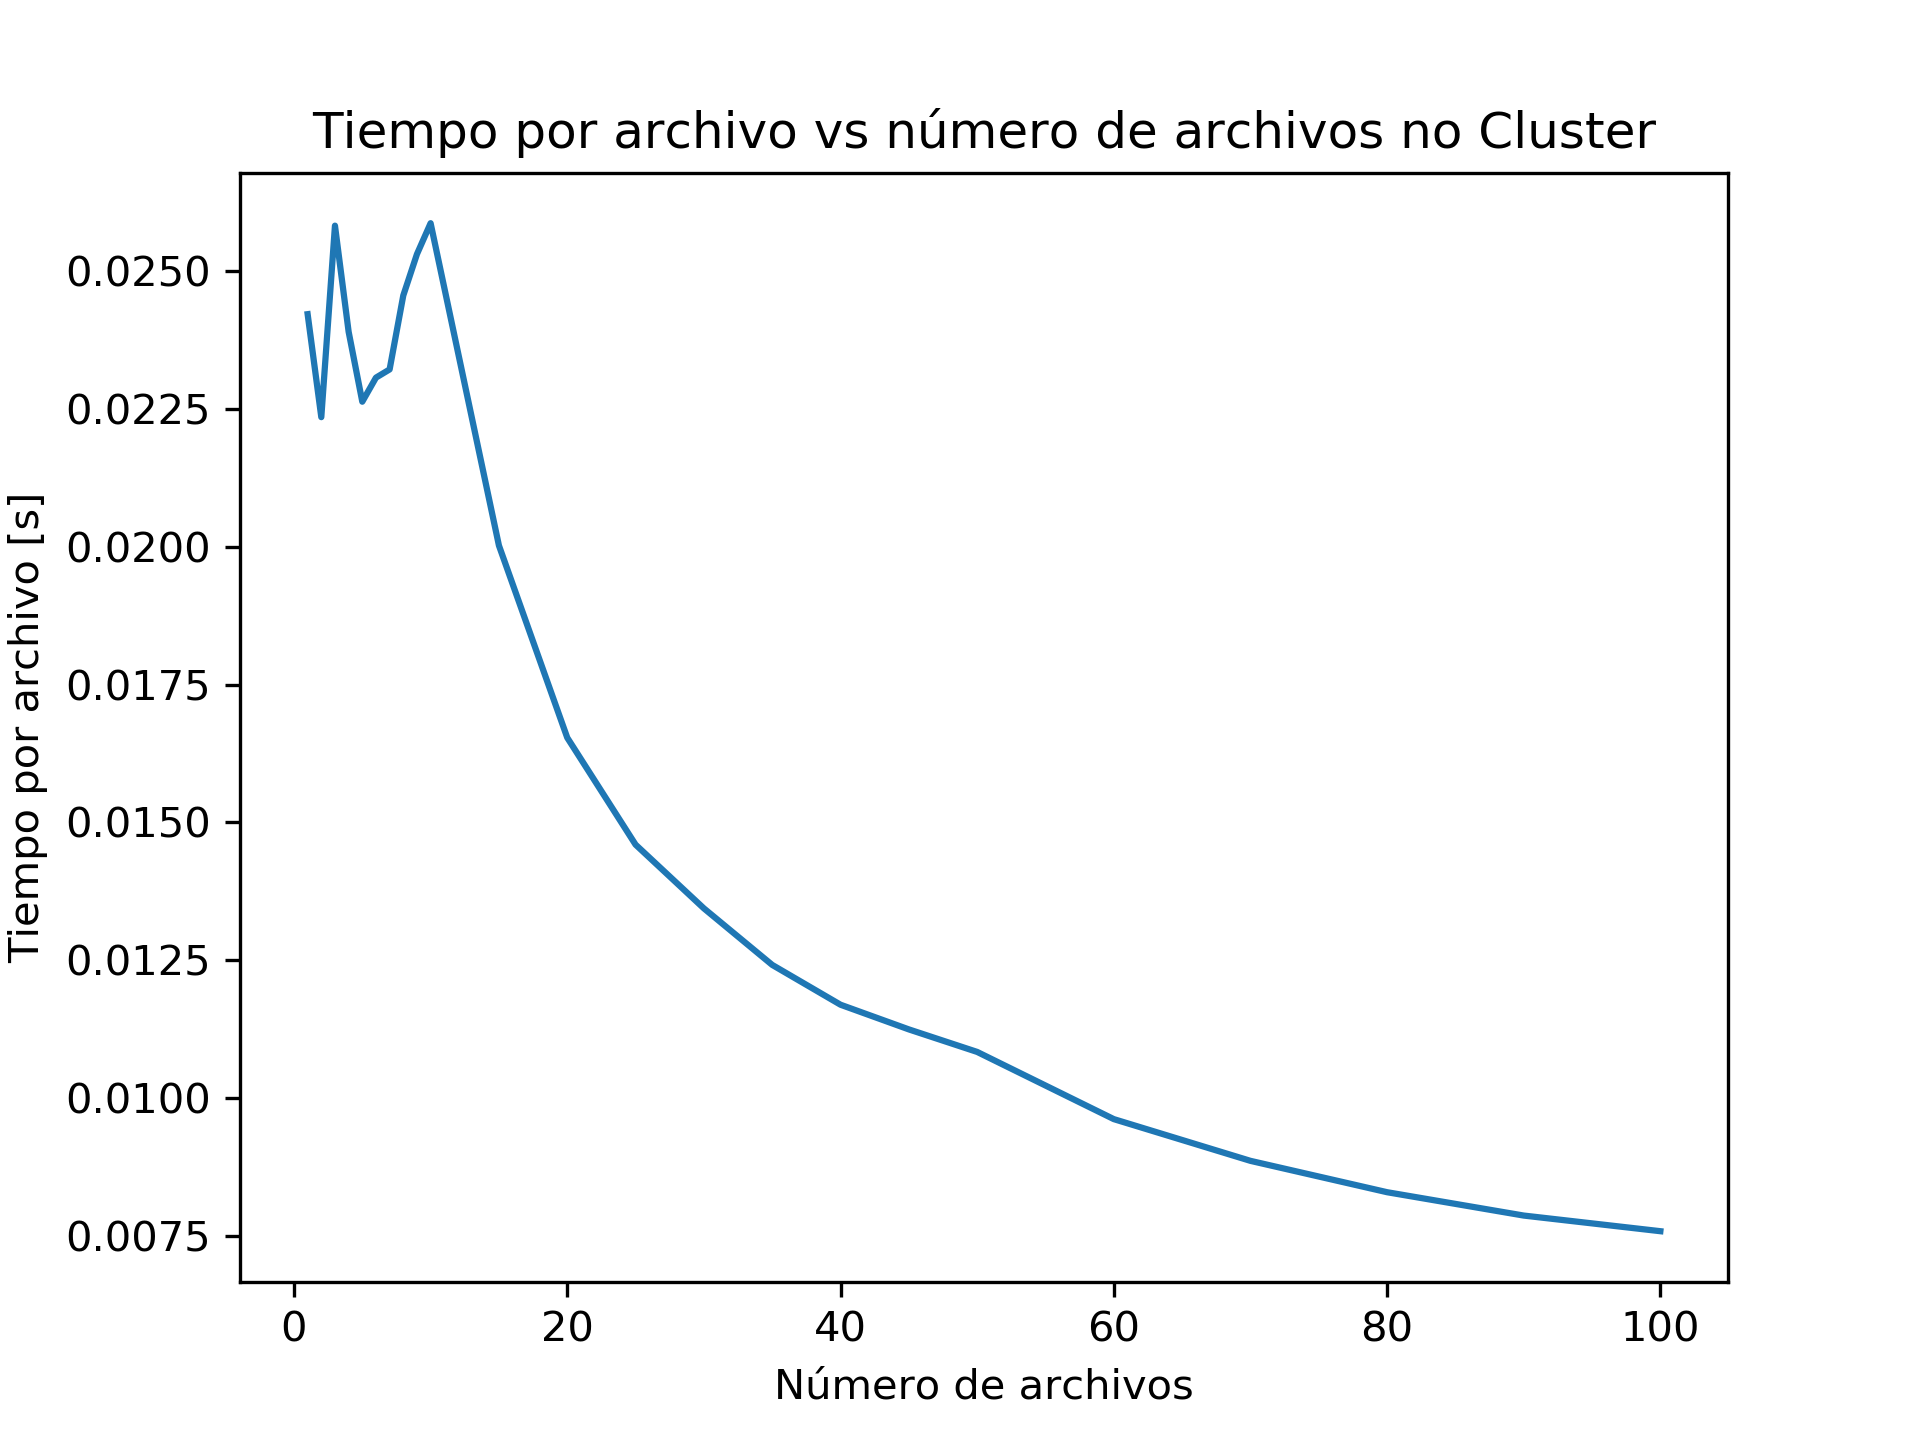 Tiempo por archivo vs número de archivos no Cluster
Tiempo por archivo [s]
0.0250
0.0225
0.0200
0.0175
0.0150
0.0125
0.0100
0.0075
0 20 40 60 80 100
Número de archivos